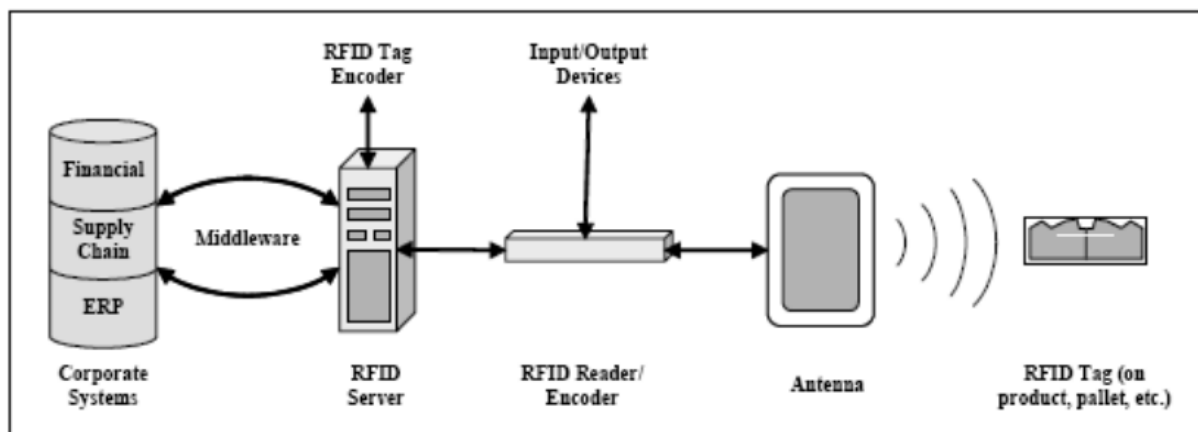 RFID Tag
Encoder
Input/Output
Devices
Financial
Supply
Chain
ERP
Middleware
Corporate
Systems
RFID
Server
RFID Reader/
Encoder
Antenna
RFID Tag (on
product, pallet, etc.)